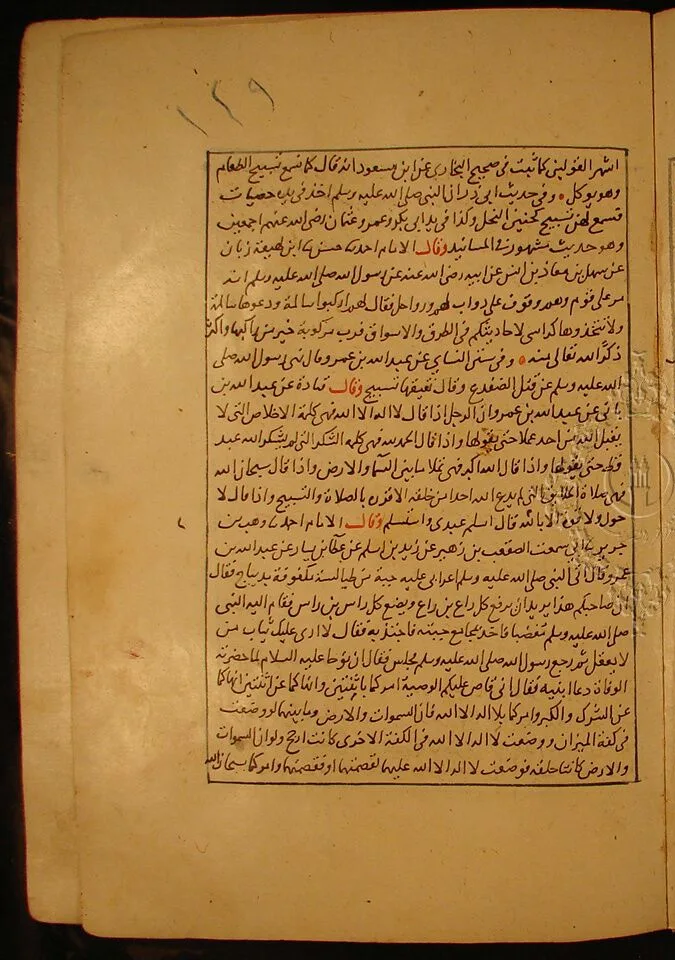 ١٢٩
اشهر القولين كما ثبت في صحيح البخاري عن ابن مسعود انه قال كنا نسمع تسبيح الطعام
وهو يوكل وفي حديث ابي ذر ان النبي صلى الله عليه وسلم اخذ في يده حصيات
فسمع لهن تسبيح كحنين النحل وكذا في يد ابي بكر وعمر وعثمان رضي الله عنهم اجمعين
وهو حديث مشهور في المسانيد وقال الامام احمد ثنا حسن ثنا ابن لهيعة زبان
عن سهل بن معاذ بن انس عن ابيه رضي الله عنه عن رسول الله صلى الله عليه وسلم انه
مر على قوم وهم وقوف على دواب لهم ورواحل فقال لهم اركبوا سالمة ودعوها سالمة
ولا تتخذوها كراسي لاحاديثكم في الطرق والاسواق فرب مركوبة خير من راكبها واكثر
ذكرا لله تعالى منه وفي سنن النساي عن عبد الله بن عمرو قال نهى رسول الله صلى
الله عليه وسلم عن قتل الضفدع وقال نقيقها تسبيح وقال قتادة عن عبد الله بن
بابي عن عبد الله بن عمرو ان الرجل اذا قال لا اله الا الله فهي كلمة الاخلاص التي لا
يقبل الله من احد عملا حتى يقولها واذا قال الحمد لله فهي كلمة الشكر التي لم يشكر الله عبد
قط حتى يقولها واذا قال الله اكبر فهي تملا ما بين السما والارض واذا قال سبحان الله
فهي صلاة الخلايق التي لم يدع الله احدا من خلقه الا قرره بالصلاة والتسبيح واذا قال لا
حول ولا قوة الا بالله قال اسلم عبدي واستسلم وقال الامام احمد ثنا وهب بن
جرير ثنا ابي سمعت الصقعب بن زهير عن زيد بن اسلم عن عطا بن يسار عن عبد الله بن
عمرو قال اتى النبي صلى الله عليه وسلم اعرابي عليه جبة من طيالسة مكفوفة بديباج فقال
ان صاحبكم هذا يريد ان يرفع كل راع بن راع ويضع كل راس بن راس فقام اليه النبي
صلى الله عليه وسلم مغضبا فاخذ بمجامع جبته فاجتذبه فقال لا ارى عليك ثياب من
لا يعقل ثم رجع رسول الله صلى الله عليه وسلم فجلس فقال ان نوحا عليه السلام لما حضرته
الوفاة دعا ابنيه فقال اني قاص عليكم الوصية امركما باثنتين وانهاكما عن اثنتين انهاكما
عن الشرك والكبر وامركما بلا اله الا الله فان السموات والارض وما بينهما لو وضعت
في كفة الميزان ووضعت لا اله الا الله في الكفة الاخرى كانت ارجح ولو ان السموات
والارض كانتا حلقة فوضعت لا اله الا الله عليهما لقصمتهما او فقصمتهما وامركما بسبحان الله